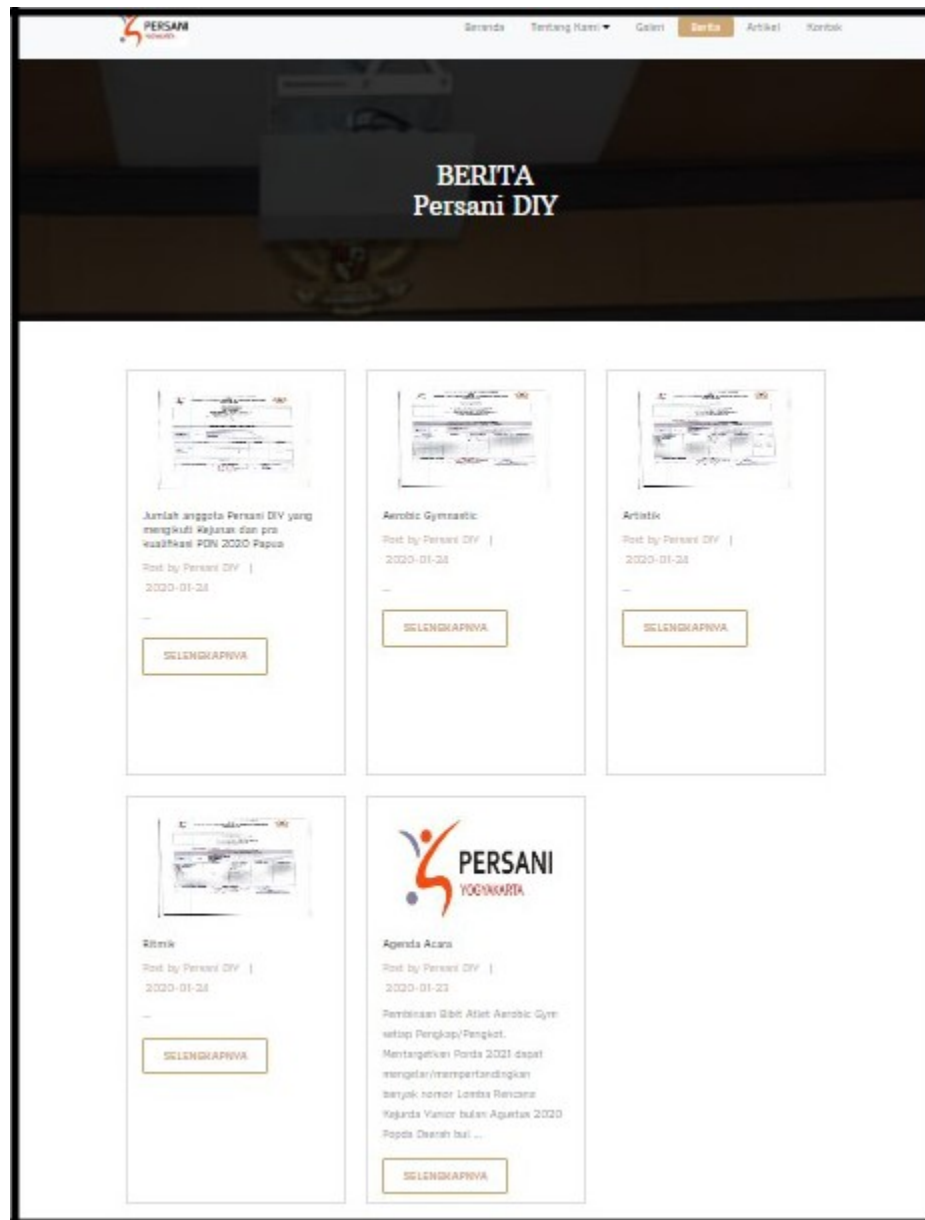 PERSANI
YOGYAKARTA
Beranda Tentang Kami Galeri Berita Artikel Kontak
BERITA
Persani DIY
Jumlah anggota Persani DIY yang
mengikuti Kejurnas dan pra
kualifikasi PON 2020 Papua
Post by Persani DIY |
2020-01-24
...
SELENGKAPNYA
Aerobic Gymnastic
Post by Persani DIY |
2020-01-24
...
SELENGKAPNYA
Artistik
Post by Persani DIY |
2020-01-24
...
SELENGKAPNYA
Ritmik
Post by Persani DIY |
2020-01-24
...
SELENGKAPNYA
PERSANI
YOGYAKARTA
Agenda Acara
Post by Persani DIY |
2020-01-23
Pembinaan Bibit Atlet Aerobic Gym
setiap Pengkap/Pengkot.
Mentargetkan Porda 2021 dapat
mengelar/mempertandingkan
banyak nomor Lomba Rencana
Kejurda Yunior bulan Agustus 2020
Popda Daerah bul ...
SELENGKAPNYA